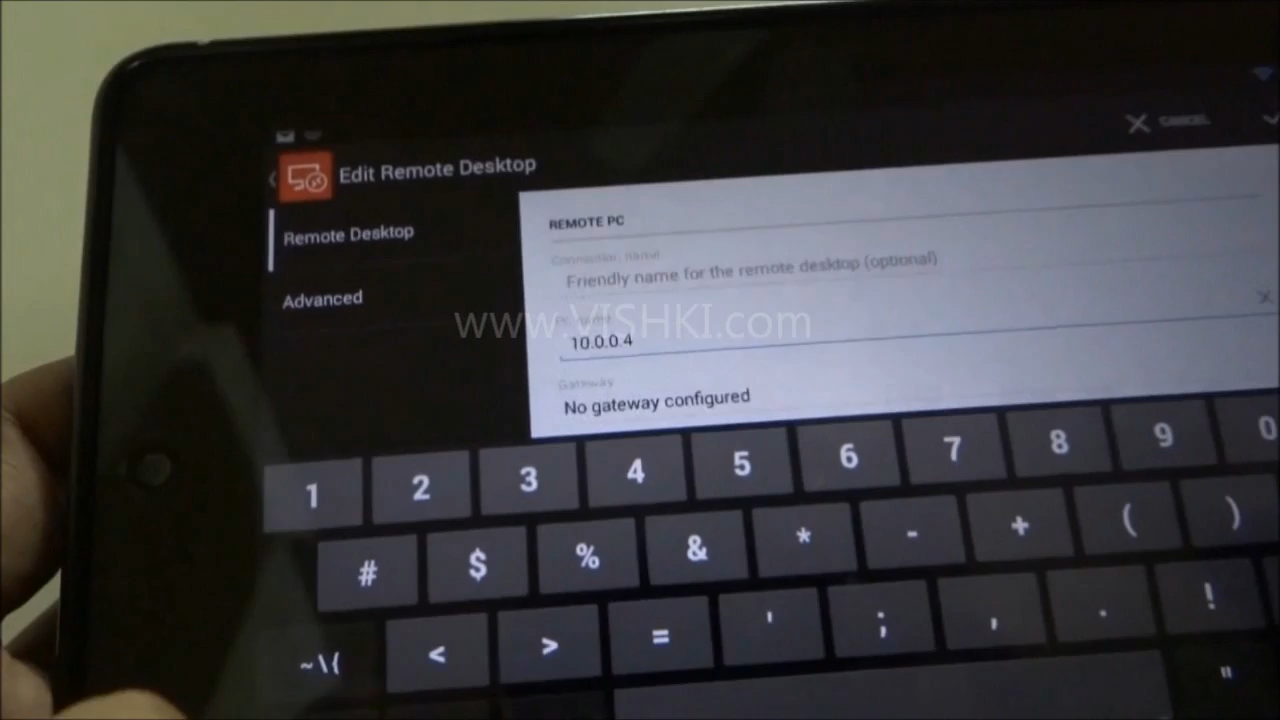 CANCEL
Edit Remote Desktop
Remote Desktop
Advanced
REMOTE PC
Connection name
Friendly name for the remote desktop (optional)
PC name
www.VISHKI.com
10.0.0.4
Gateway
No gateway configured
1 2 3 4 5 6 7 8 9 0
# $ % & * - + ( )
~\{ < > = ' ; , . !
"